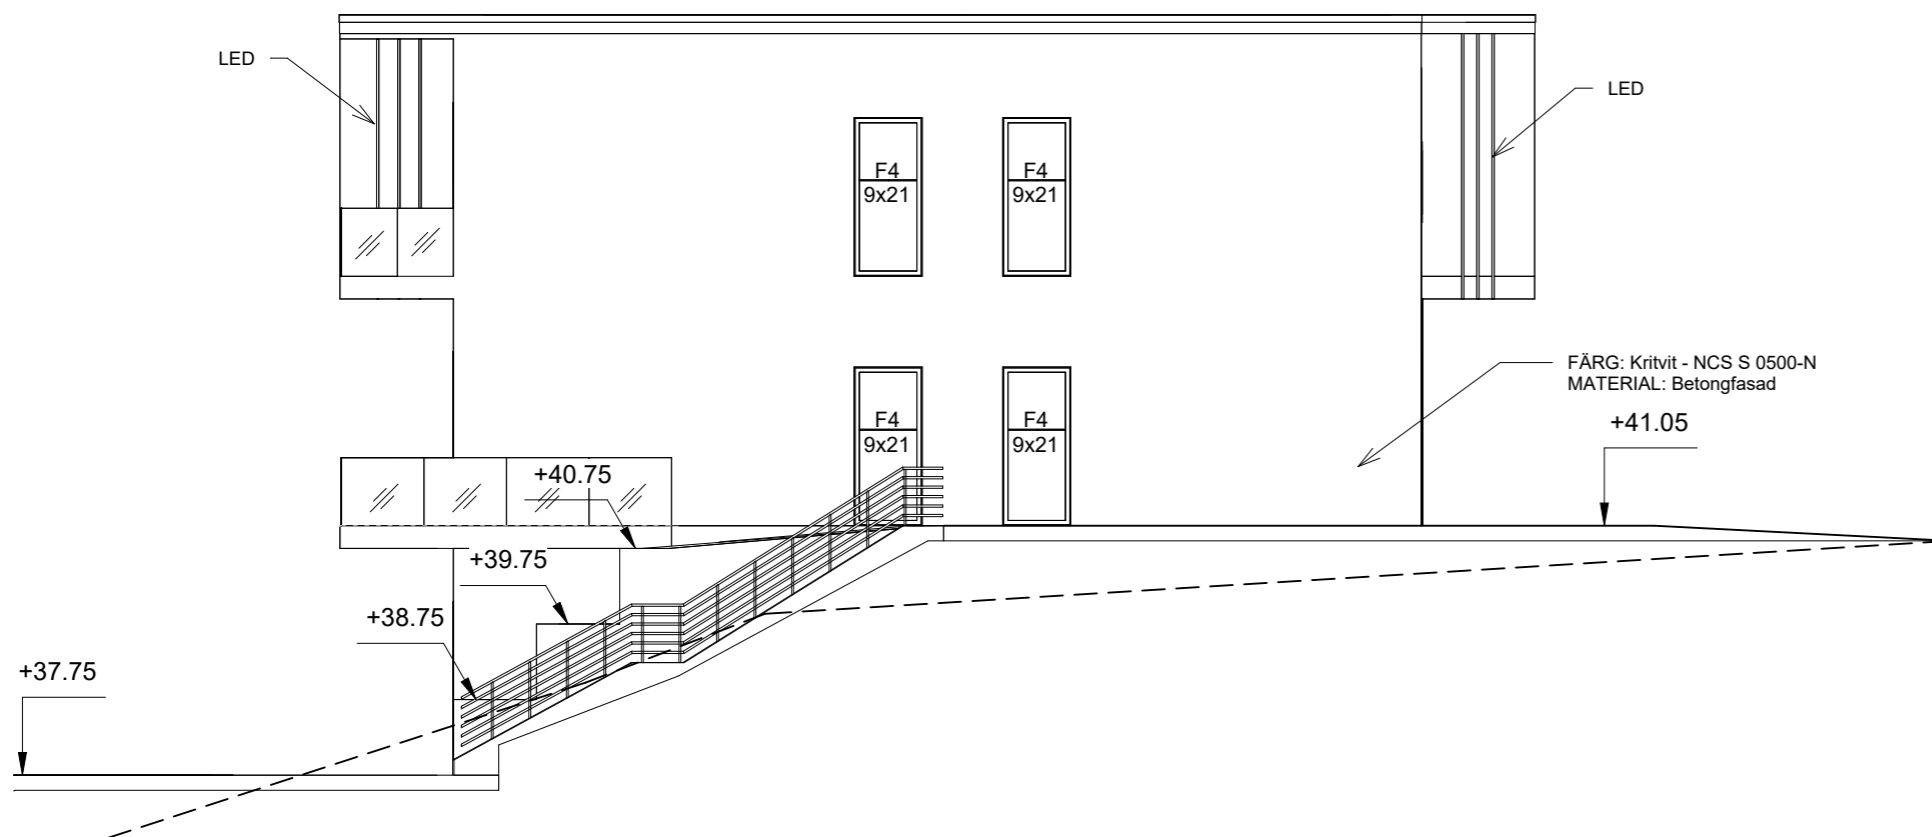 LED
LED
F4
9x21
F4
9x21
FÄRG: Kritvit - NCS S 0500-N
MATERIAL: Betongfasad
F4
9x21
F4
9x21
+41.05
+40.75
+39.75
+38.75
+37.75